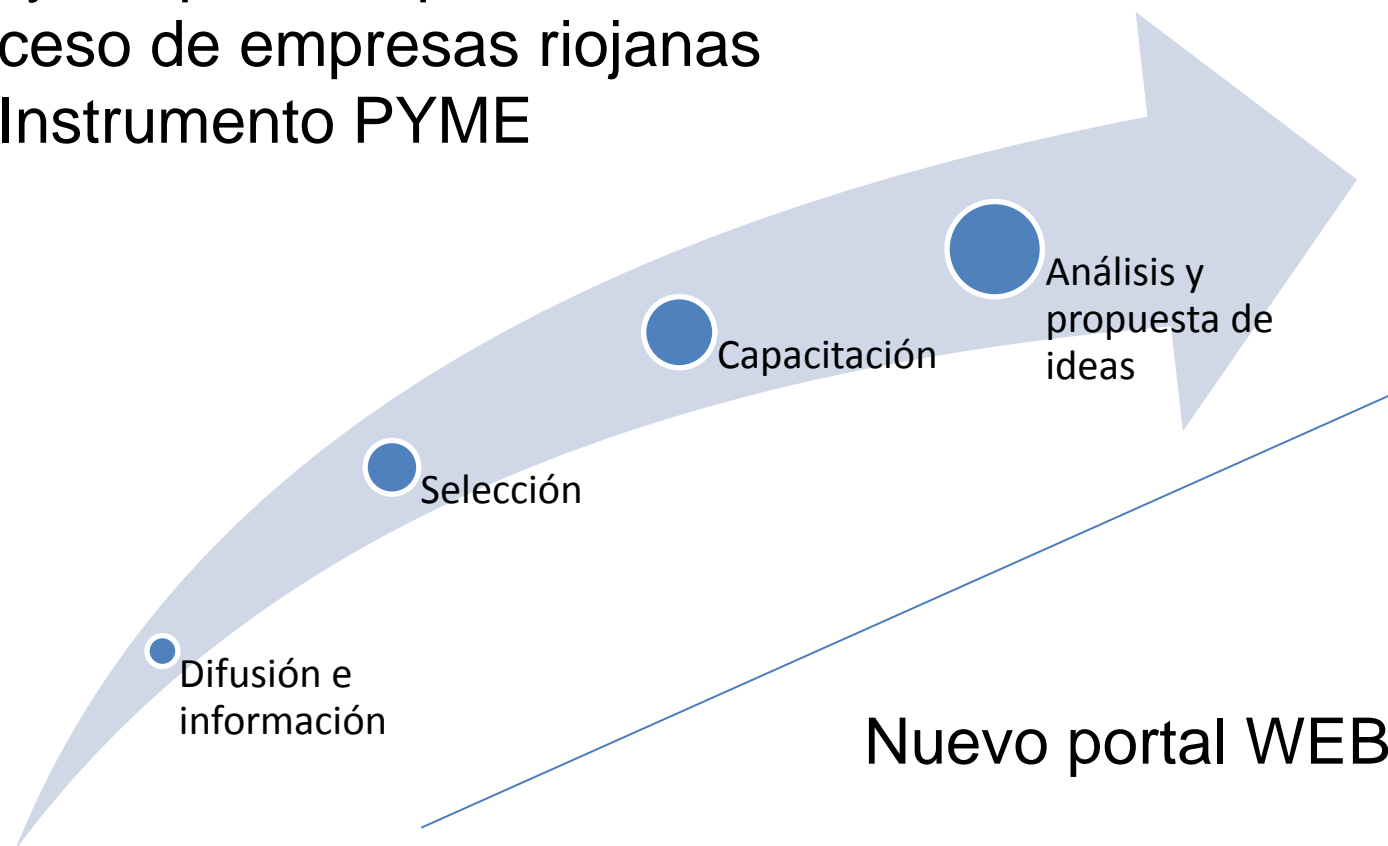 ceso de empresas riojanas
Instrumento PYME
Análisis y
propuesta de
ideas
Capacitación
Selección
Difusión e
información
Nuevo portal WEB